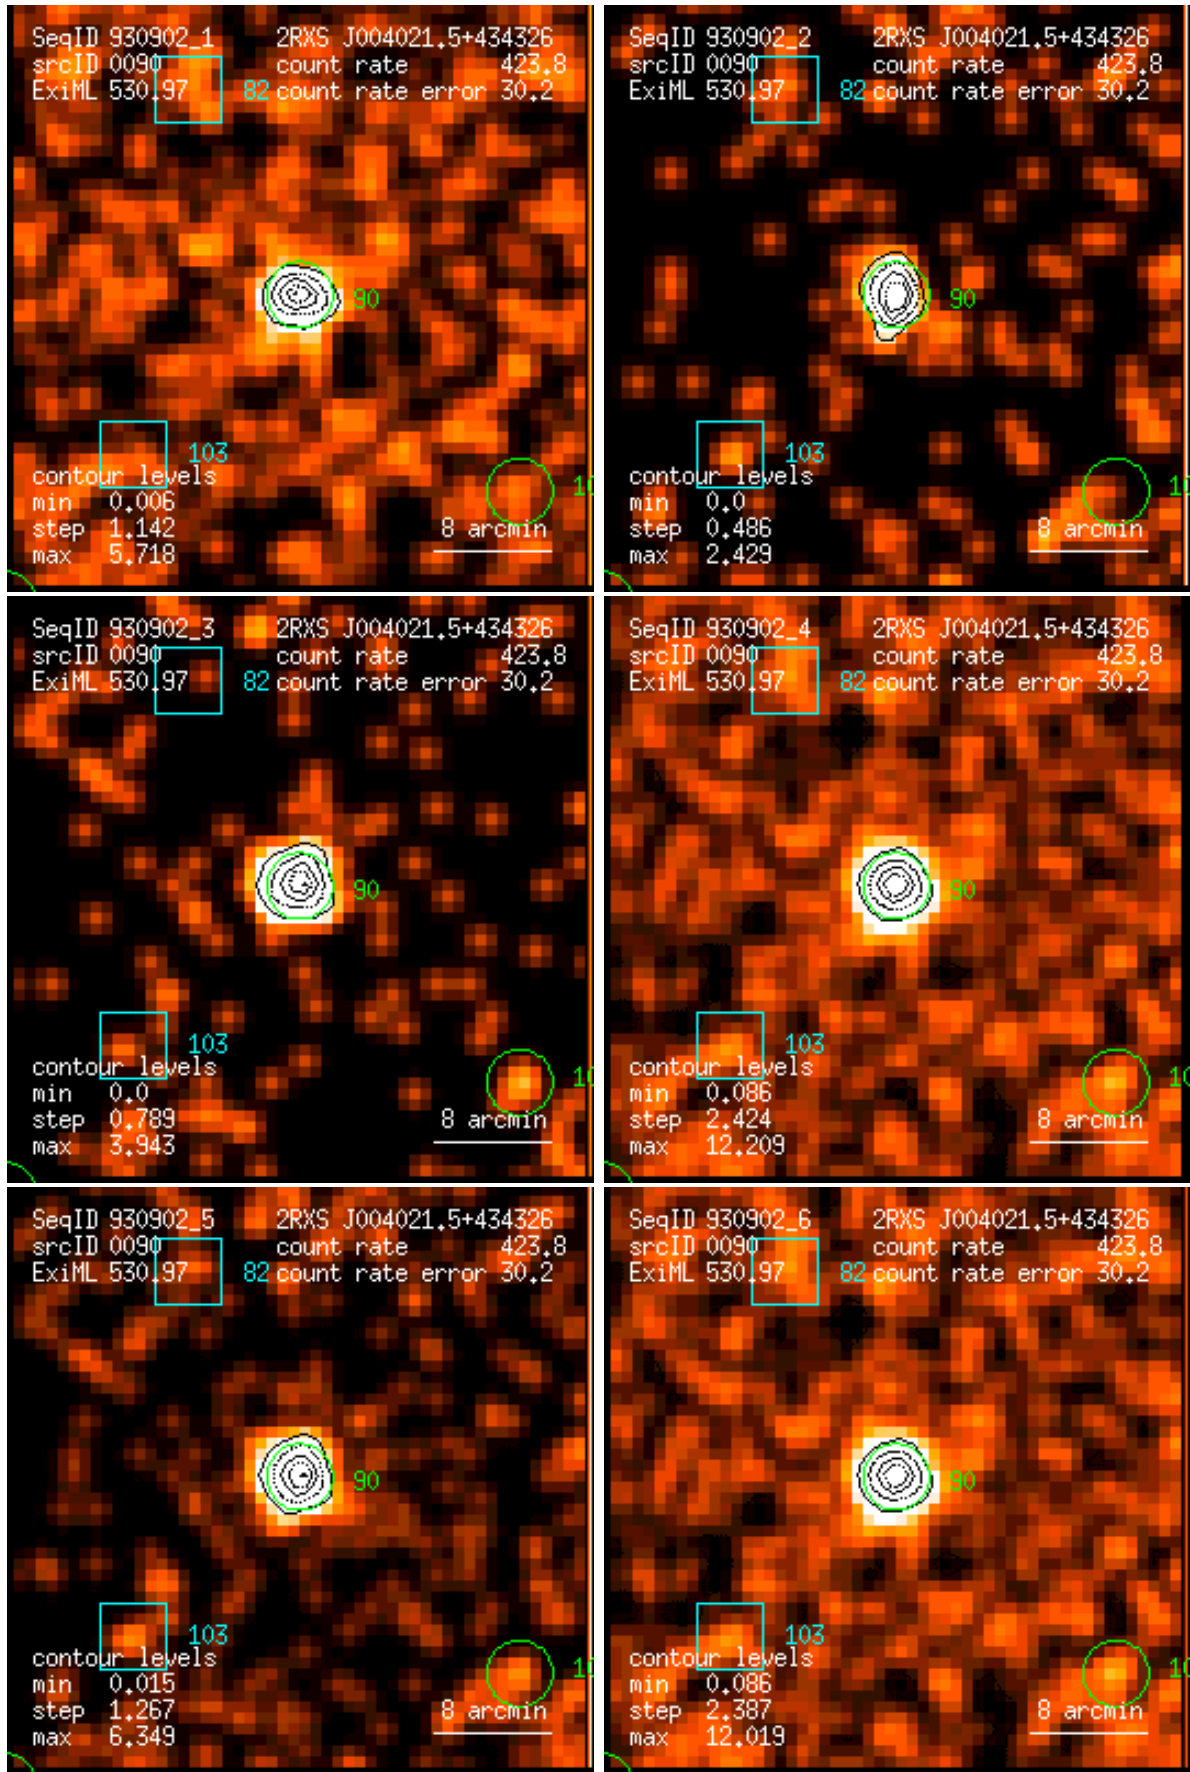 SeqID 930902_1 2RXS J004021.5+434326
srcID 0090 count rate 423.8
ExiML 530.97 82 count rate error 30.2
90
103
contour levels
min 0.006 10
step 1.142 8 arcmin
max 5.718
SeqID 930902_2 2RXS J004021.5+434326
srcID 0090 count rate 423.8
ExiML 530.97 82 count rate error 30.2
90
103
contour levels
min 0.0 10
step 0.486 8 arcmin
max 2.429
SeqID 930902_3 2RXS J004021.5+434326
srcID 0090 count rate 423.8
ExiML 530.97 82 count rate error 30.2
90
103
contour levels
min 0.0 10
step 0.789 8 arcmin
max 3.943
SeqID 930902_4 2RXS J004021.5+434326
srcID 0090 count rate 423.8
ExiML 530.97 82 count rate error 30.2
90
103
contour levels
min 0.086 10
step 2.424 8 arcmin
max 12.209
SeqID 930902_5 2RXS J004021.5+434326
srcID 0090 count rate 423.8
ExiML 530.97 82 count rate error 30.2
90
103
contour levels
min 0.015 10
step 1.267 8 arcmin
max 6.349
SeqID 930902_6 2RXS J004021.5+434326
srcID 0090 count rate 423.8
ExiML 530.97 82 count rate error 30.2
90
103
contour levels
min 0.086 10
step 2.387 8 arcmin
max 12.019